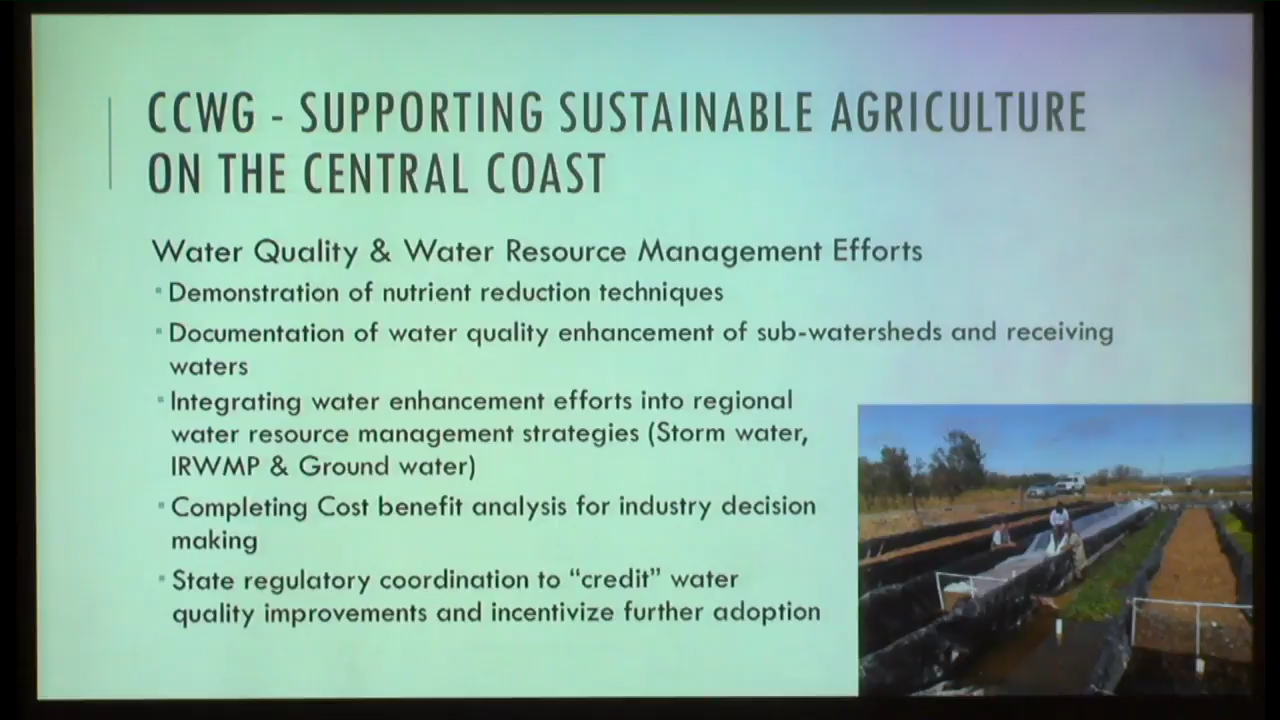 CCWG - SUPPORTING SUSTAINABLE AGRICULTURE
ON THE CENTRAL COAST
Water Quality & Water Resource Management Efforts
▪ Demonstration of nutrient reduction techniques
▪ Documentation of water quality enhancement of sub-watersheds and receiving
waters
▪ Integrating water enhancement efforts into regional
water resource management strategies (Storm water,
IRWMP & Ground water)
▪ Completing Cost benefit analysis for industry decision
making
▪ State regulatory coordination to “credit” water
quality improvements and incentivize further adoption